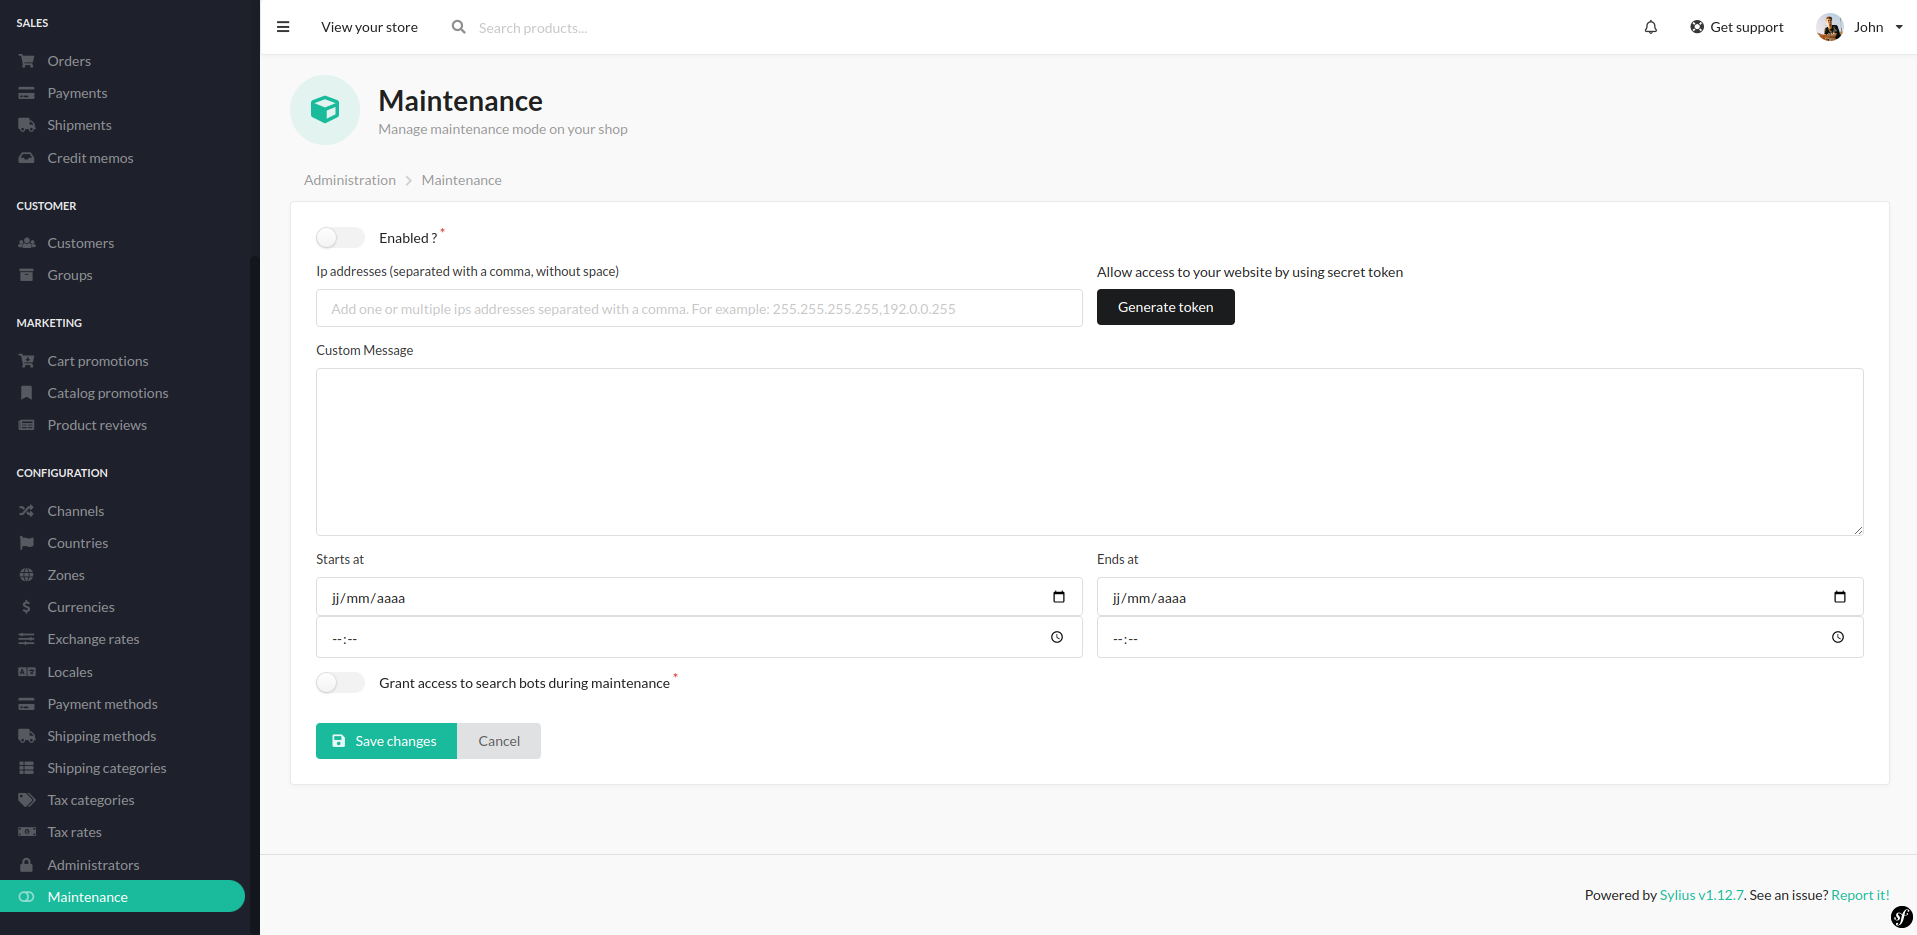 SALES
Orders
Payments
Shipments
Credit memos
CUSTOMER
Customers
Groups
MARKETING
Cart promotions
Catalog promotions
Product reviews
CONFIGURATION
Channels
Countries
Zones
Currencies
Exchange rates
Locales
Payment methods
Shipping methods
Shipping categories
Tax categories
Tax rates
Administrators
Maintenance
View your store
Search products...
Get support
John
Maintenance
Manage maintenance mode on your shop
Administration > Maintenance
Enabled ? *
Ip addresses (separated with a comma, without space)
Add one or multiple ips addresses separated with a comma. For example: 255.255.255.255,192.0.0.255
Allow access to your website by using secret token
Generate token
Custom Message
Starts at
jj/mm/aaaa
--:--
Ends at
jj/mm/aaaa
--:--
Grant access to search bots during maintenance *
Save changes
Cancel
Powered by Sylius v1.12.7. See an issue? Report it!
sf